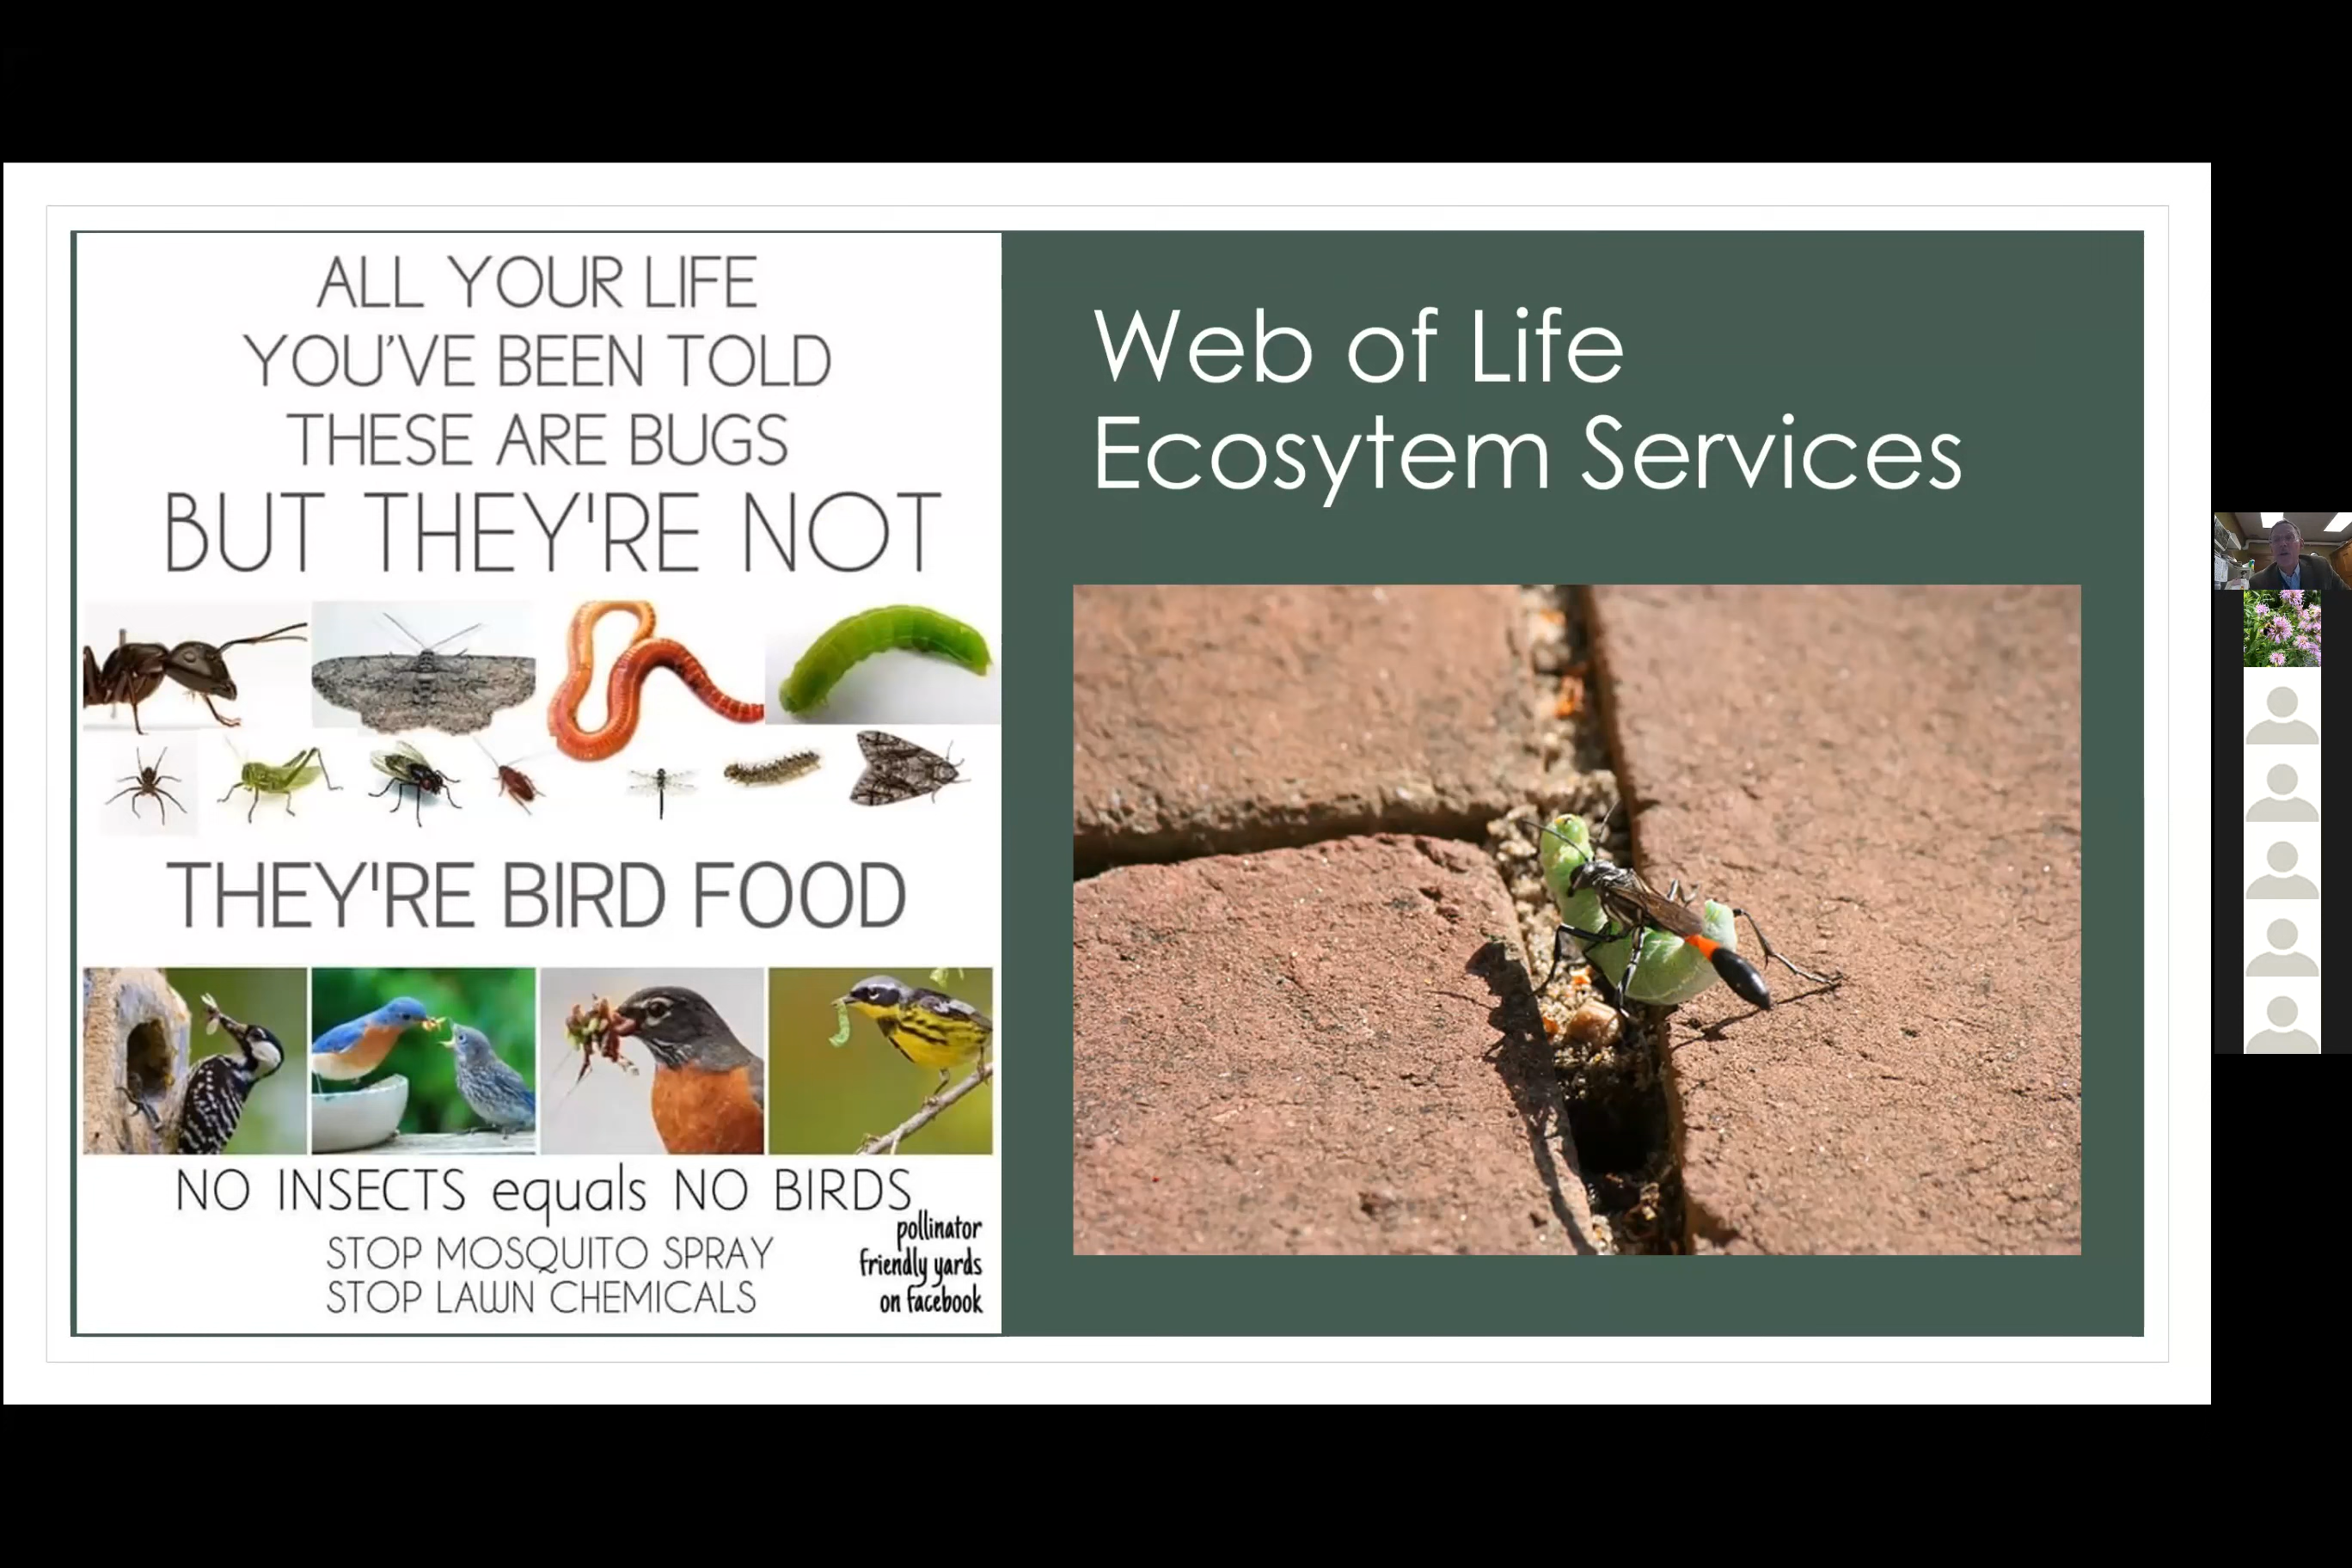 ALL YOUR LIFE
YOU'VE BEEN TOLD
THESE ARE BUGS
BUT THEY'RE NOT
THEY'RE BIRD FOOD
NO INSECTS equals NO BIRDS
STOP MOSQUITO SPRAY
STOP LAWN CHEMICALS
pollinator
friendly yards
on facebook
Web of Life
Ecosytem Services